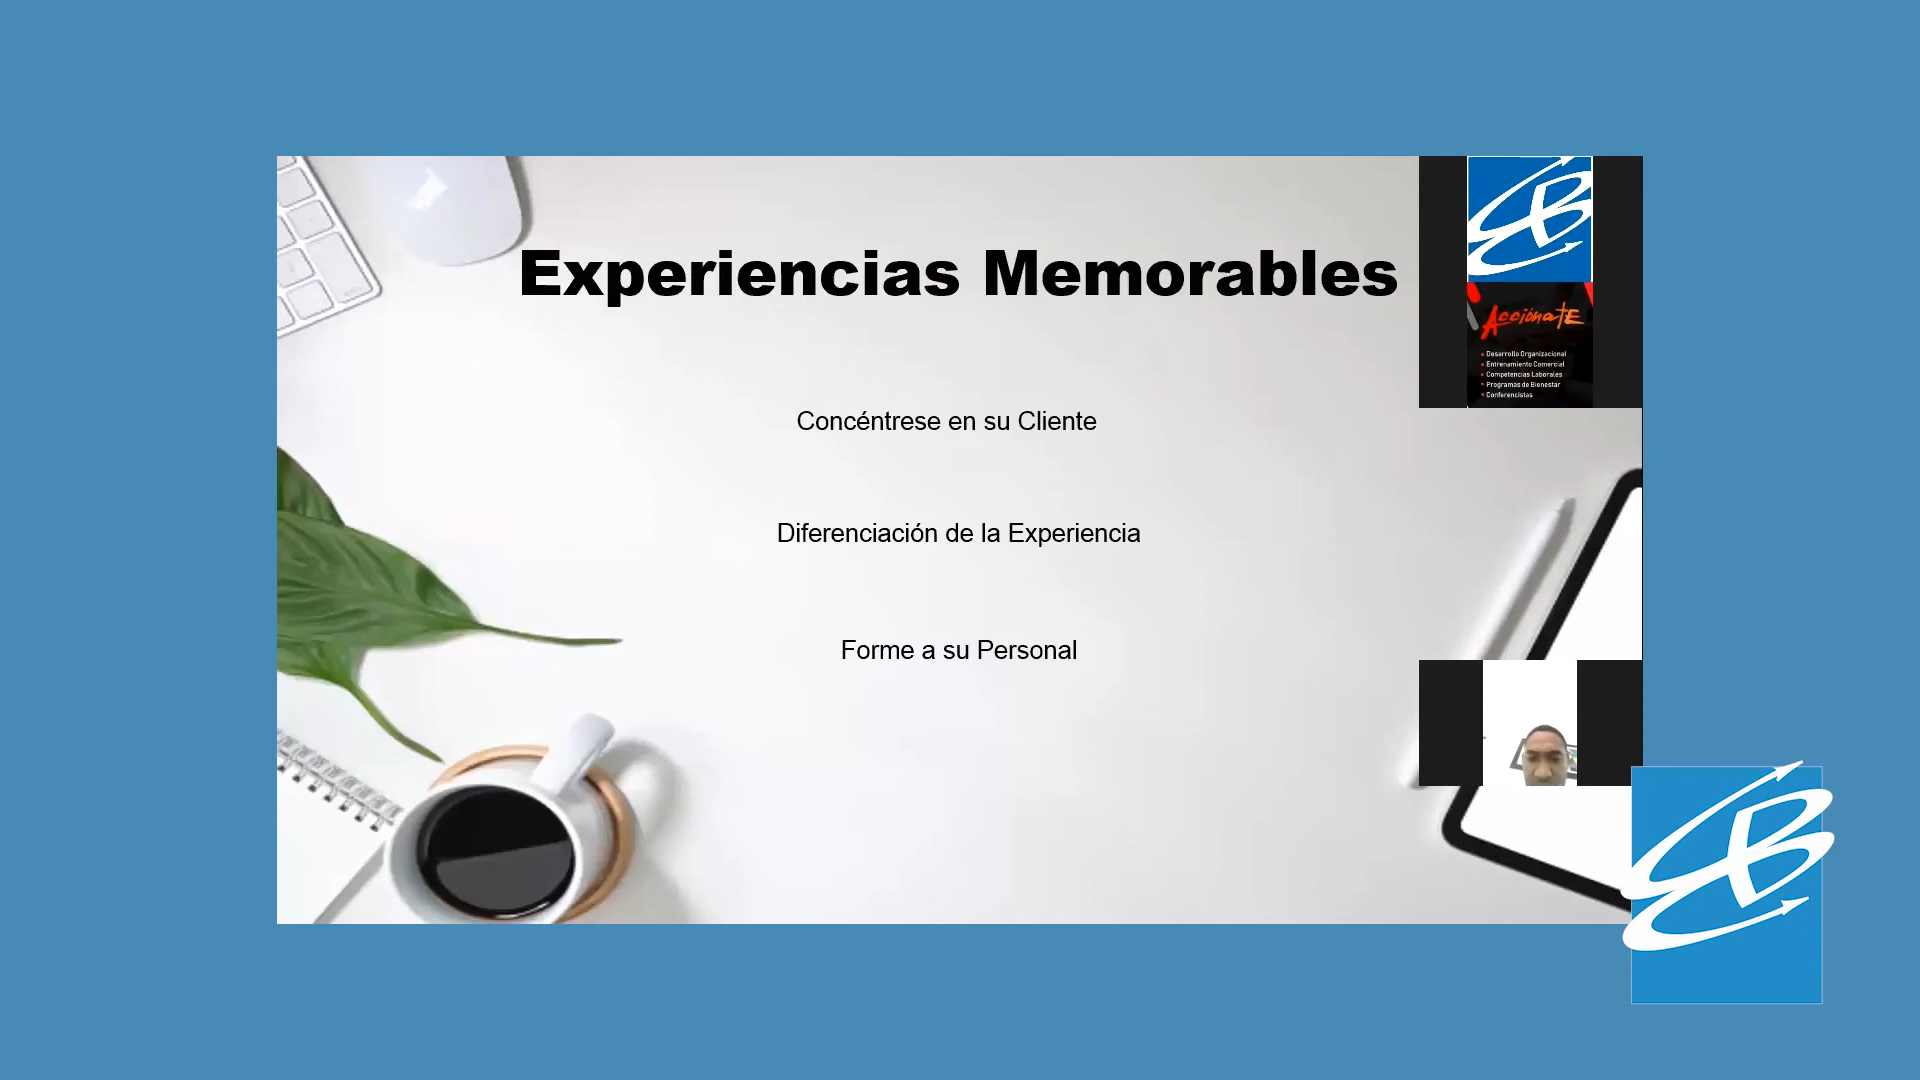 Experiencias Memorables
Concéntrese en su Cliente
Diferenciación de la Experiencia
Forme a su Personal
AcciónatE
Desarrollo Organizacional
Entrenamiento Comercial
Competencias Laborales
Programas de Bienestar
Conferencistas